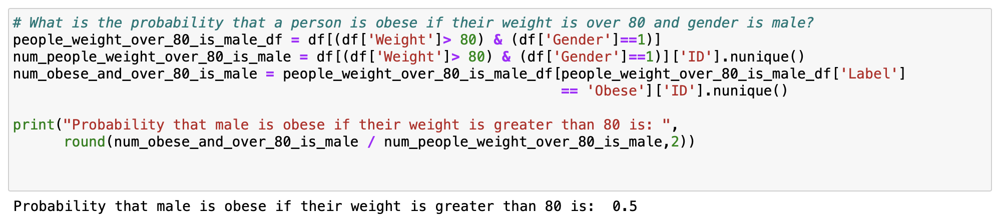 # What is the probability that a person is obese if their weight is over 80 and gender is male?
people_weight_over_80_is_male_df = df[(df['Weight']> 80) & (df['Gender']==1)]
num_people_weight_over_80_is_male = df[(df['Weight']> 80) & (df['Gender']==1)]['ID'].nunique()
num_obese_and_over_80_is_male = people_weight_over_80_is_male_df[people_weight_over_80_is_male_df['Label']
== 'Obese']['ID'].nunique()
print("Probability that male is obese if their weight is greater than 80 is: ",
round(num_obese_and_over_80_is_male / num_people_weight_over_80_is_male,2))
Probability that male is obese if their weight is greater than 80 is:  0.5